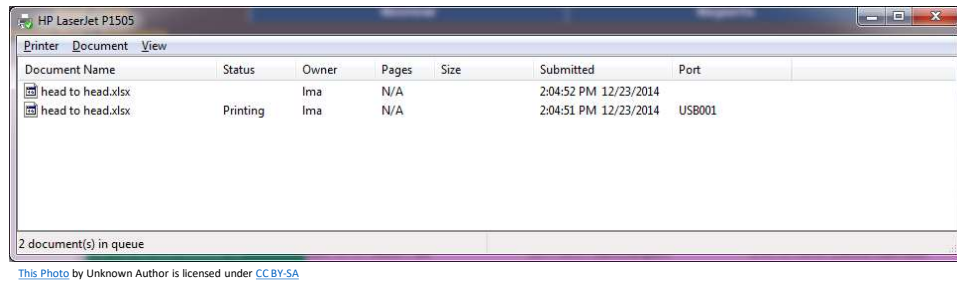 HP LaserJet P1505
Printer Document View
Document Name Status Owner Pages Size Submitted Port
head to head.xlsx Ima N/A 2:04:52 PM 12/23/2014
head to head.xlsx Printing Ima N/A 2:04:51 PM 12/23/2014 USB001
2 document(s) in queue
This Photo by Unknown Author is licensed under CC BY-SA